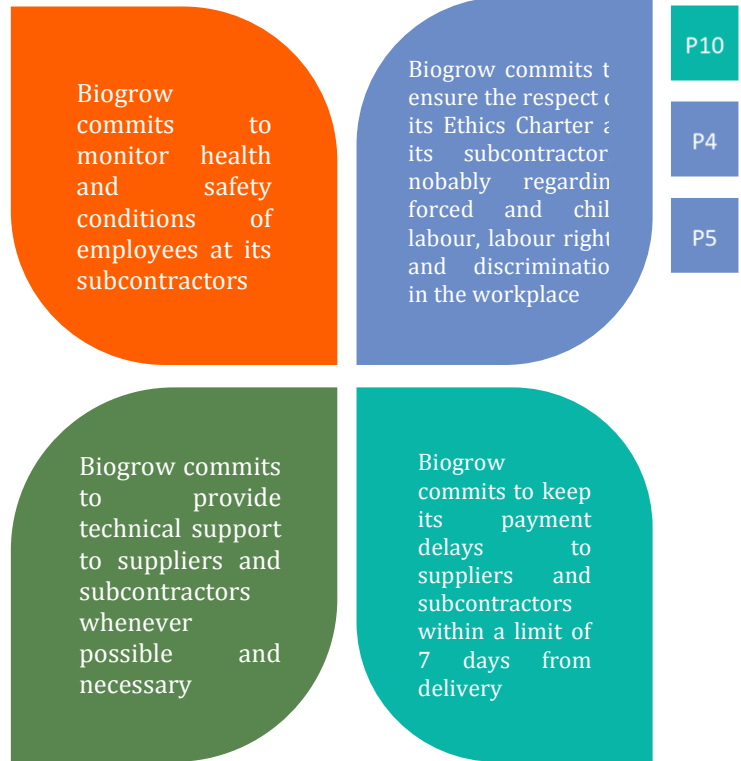 Biogrow
commits to
monitor health
and safety
conditions of
employees at its
subcontractors
Biogrow commits t
ensure the respect o
its Ethics Charter a
its subcontractor
nobably regardin
forced and chil
labour, labour right
and discriminatio
in the workplace
P10
P4
P5
Biogrow commits
to provide
technical support
to suppliers and
subcontractors
whenever
possible and
necessary
Biogrow
commits to keep
its payment
delays to
suppliers and
subcontractors
within a limit of
7 days from
delivery